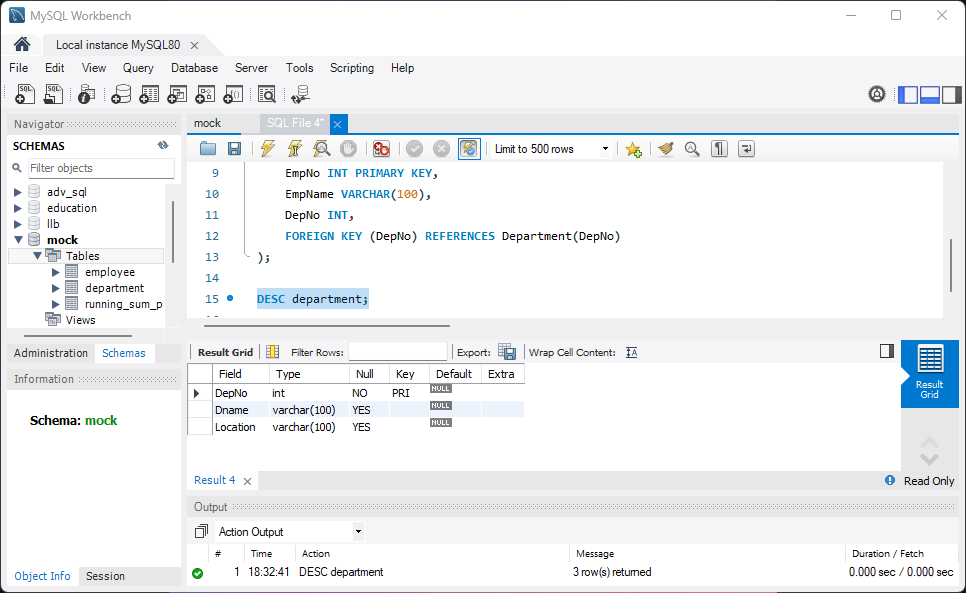 MySQL Workbench
Local instance MySQL80
File Edit View Query Database Server Tools Scripting Help
Navigator
SCHEMAS
Filter objects
adv_sql
education
llb
mock
Tables
employee
department
running_sum_p
Views
Administration Schemas
Information
Schema: mock
Object Info Session
mock SQL File 4*
Limit to 500 rows
9 EmpNo INT PRIMARY KEY,
10 EmpName VARCHAR(100),
11 DepNo INT,
12 FOREIGN KEY (DepNo) REFERENCES Department(DepNo)
13 );
14
15 DESC department;
Result Grid Filter Rows: Export: Wrap Cell Content: IA
Field Type Null Key Default Extra
DepNo int NO PRI NULL
Dname varchar(100) YES NULL
Location varchar(100) YES NULL
Result Grid
Result 4
Read Only
Output
Action Output
# Time Action Message Duration / Fetch
1 18:32:41 DESC department 3 row(s) returned 0.000 sec / 0.000 sec